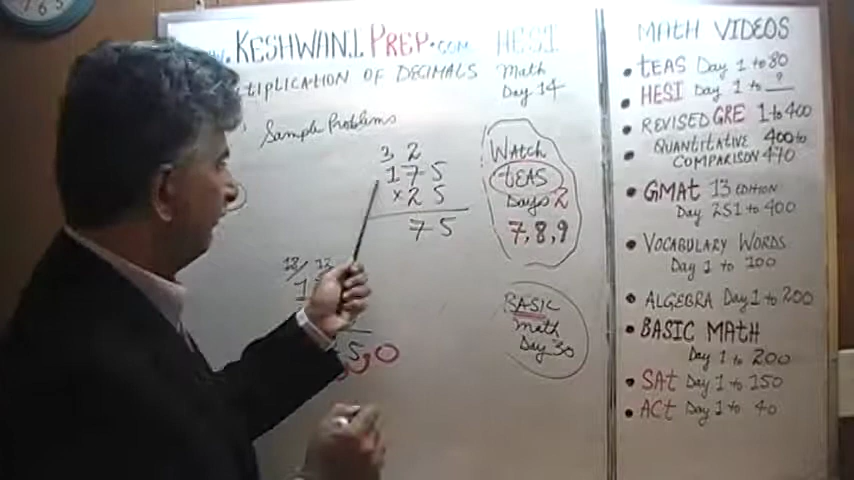 KESHWANI PREP.COM
HESI
OF DECIMALS
Math
Day 14
Sample Problems
3 2
175
×25
75
WATCH
TEAS
Days 2
7,8,9
BASIC
Math
Day 30
MATH VIDEOS
• TEAS Day 1 to 80
• HESI Day 1 to ?
• REVISED GRE 1 to 400
• QUANTITATIVE 400 to
COMPARISON 470
• GMAT 13 EDITION
Day 251 to 400
• VOCABULARY WORDS
Day 1 to 100
• ALGEBRA Day 1 to 200
• BASIC MATH
Day 1 to 200
• SAT Day 1 to 150
• ACT Day 1 to 40